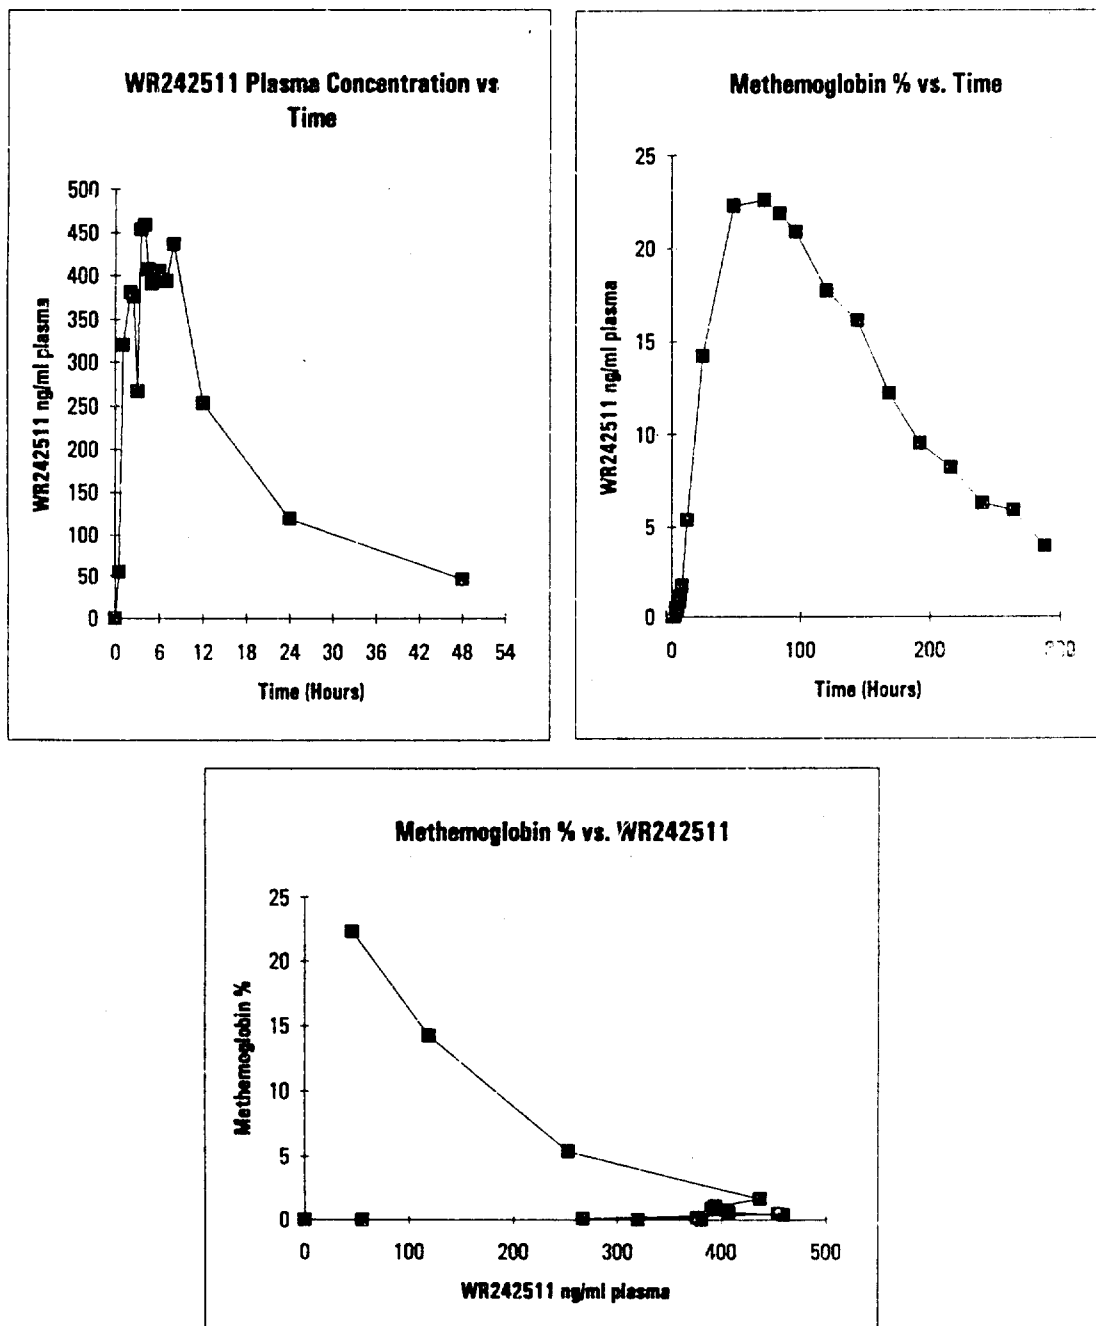 WR242511 Plasma Concentration vs
Time
500
450
400
350
300
250
200
150
100
50
0
WR242511 ng/ml plasma
0 6 12 18 24 30 36 42 48 54
Time (Hours)
Methemoglobin % vs. Time
25
20
15
10
5
0
WR242511 ng/ml plasma
0 100 200 300
Time (Hours)
Methemoglobin % vs. WR242511
25
20
15
10
5
0
Methemoglobin %
0 100 200 300 400 500
WR242511 ng/ml plasma